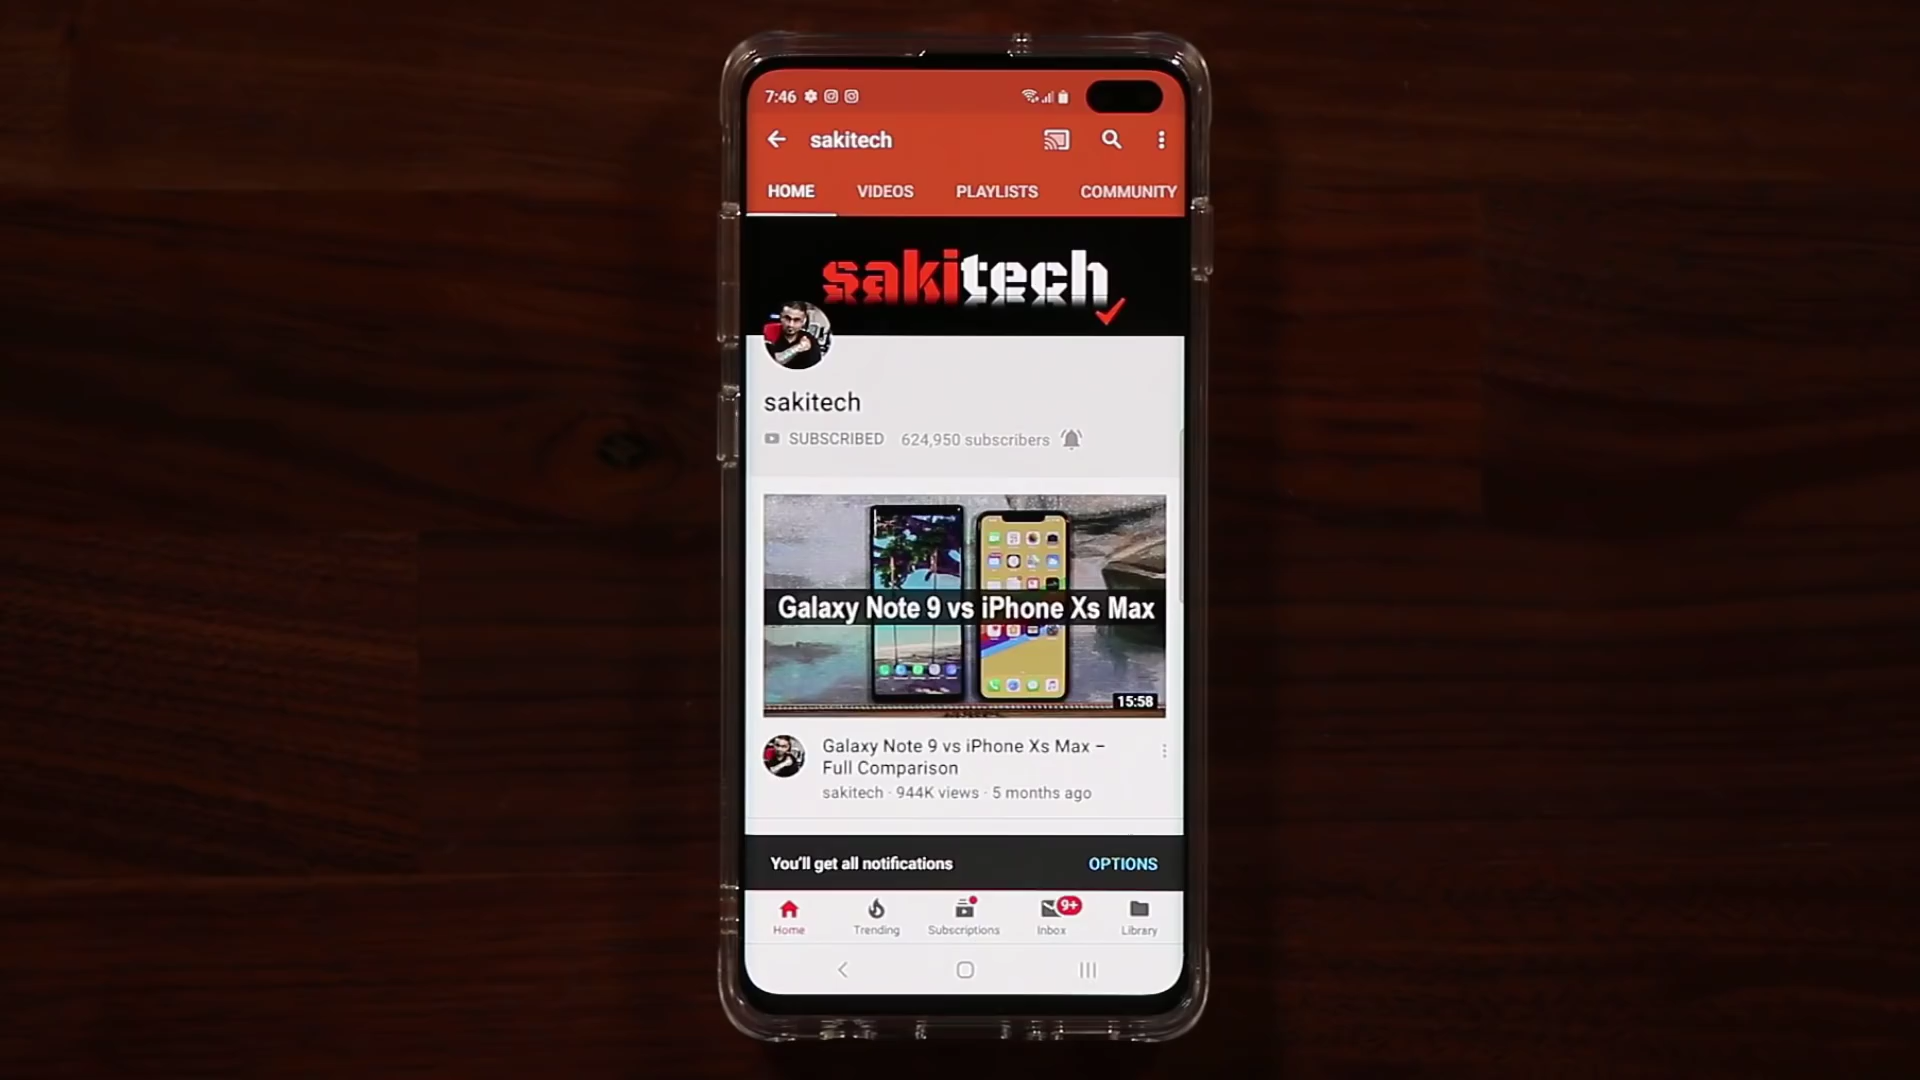 7:46
sakitech
HOME VIDEOS PLAYLISTS COMMUNITY
sakitech
sakitech
SUBSCRIBED 624,950 subscribers
Galaxy Note 9 vs iPhone Xs Max
15:58
Galaxy Note 9 vs iPhone Xs Max –
Full Comparison
sakitech · 944K views · 5 months ago
You'll get all notifications OPTIONS
9+
Home Trending Subscriptions Inbox Library